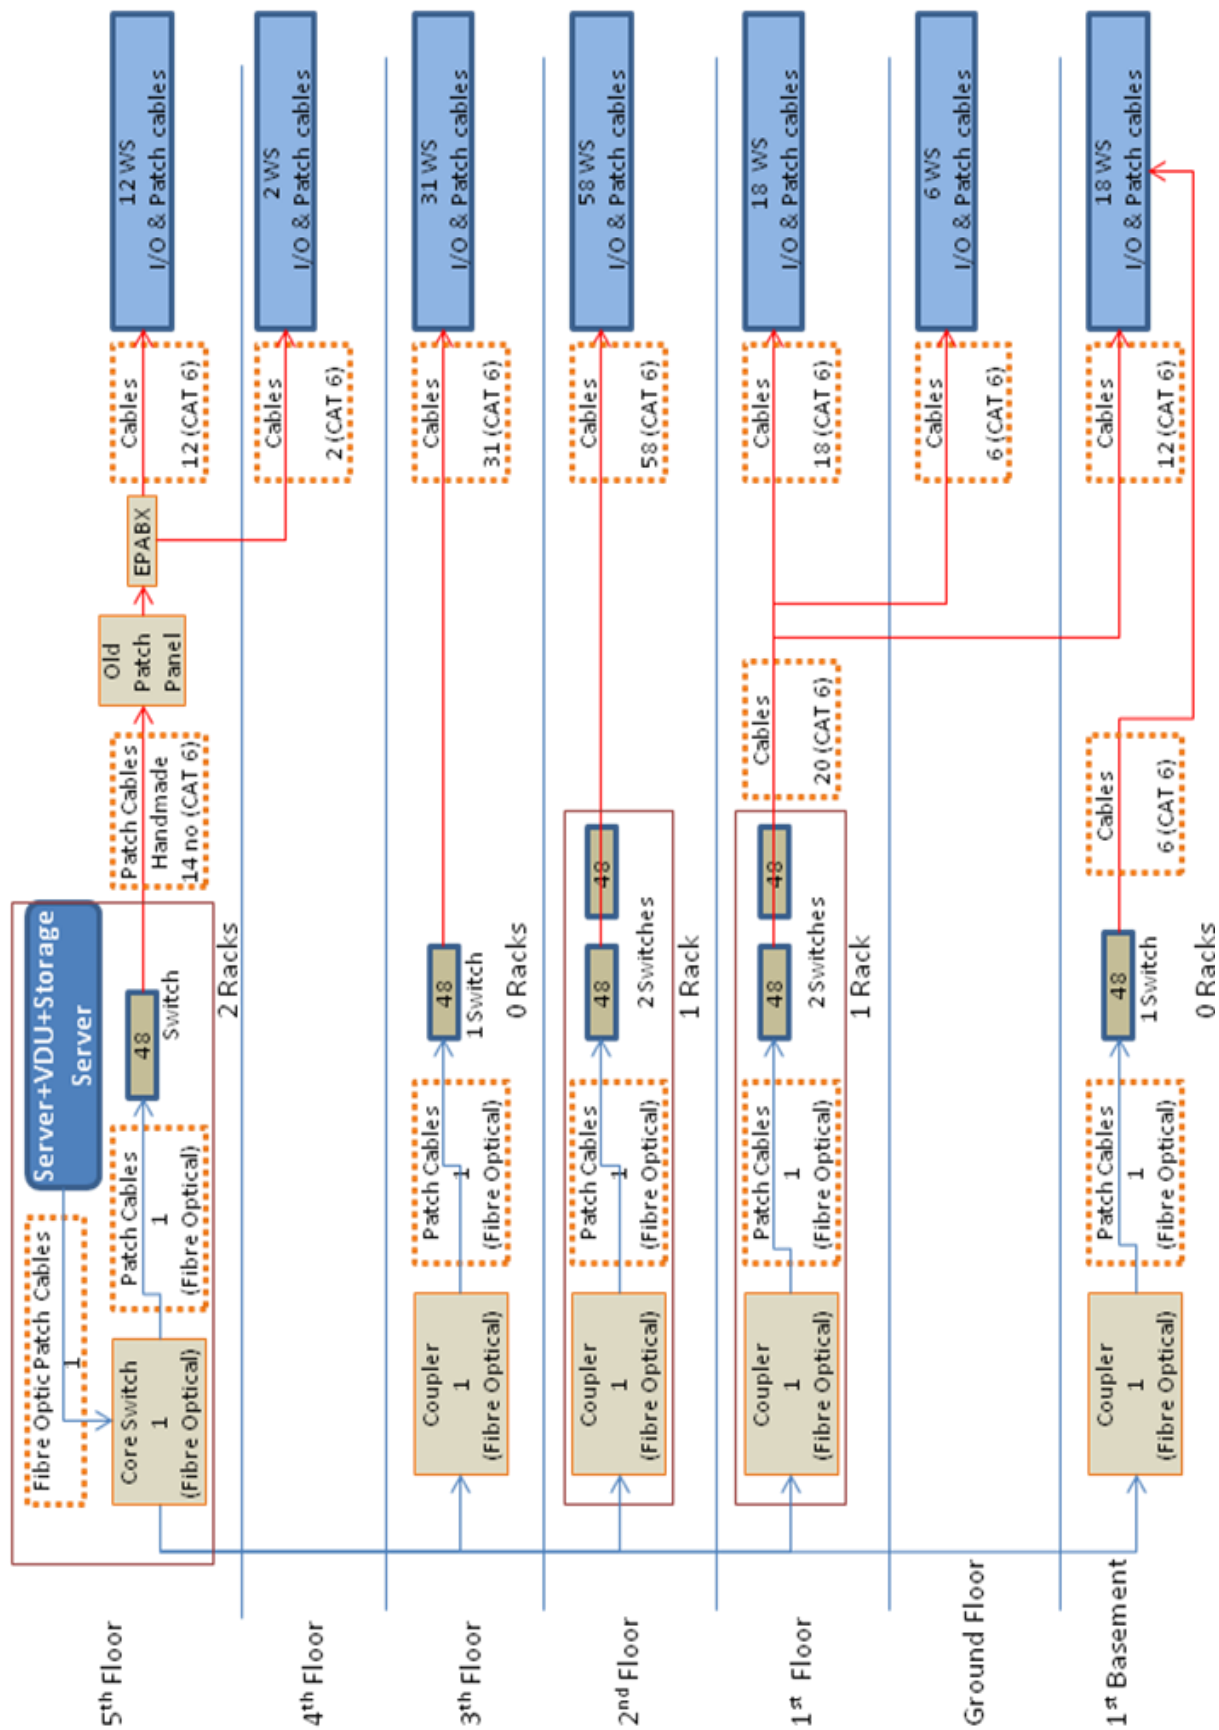 5th Floor
Fibre Optic Patch Cables
1
Server+VDU+Storage
Server
Core Switch
1
(Fibre Optical)
Patch Cables
1
(Fibre Optical)
48
Switch
2 Racks
Patch Cables
Handmade
14 no (CAT 6)
Old
Patch
Panel
EPABX
Cables
12 (CAT 6)
12 WS
I/O & Patch cables
4th Floor
Cables
2 (CAT 6)
2 WS
I/O & Patch cables
3th Floor
Coupler
1
(Fibre Optical)
Patch Cables
1
(Fibre Optical)
48
1Switch
0 Racks
Cables
31 (CAT 6)
31 WS
I/O & Patch cables
2nd Floor
Coupler
1
(Fibre Optical)
Patch Cables
1
(Fibre Optical)
48
48
2Switches
1 Rack
Cables
58 (CAT 6)
58 WS
I/O & Patch cables
1st Floor
Coupler
1
(Fibre Optical)
Patch Cables
1
(Fibre Optical)
48
48
2Switches
1 Rack
Cables
20 (CAT 6)
Cables
18 (CAT 6)
18 WS
I/O & Patch cables
Ground Floor
Cables
6 (CAT 6)
6 WS
I/O & Patch cables
1st Basement
Coupler
1
(Fibre Optical)
Patch Cables
1
(Fibre Optical)
48
1Switch
0 Racks
Cables
6 (CAT 6)
Cables
12 (CAT 6)
18 WS
I/O & Patch cables